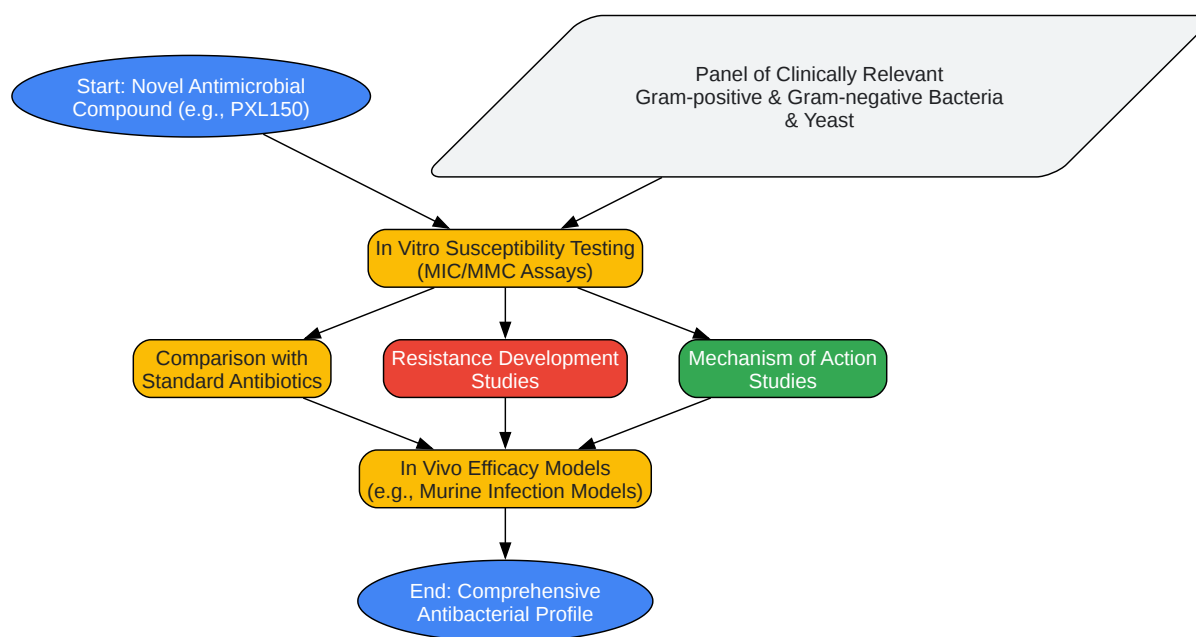 Start: Novel Antimicrobial
Compound (e.g., PXL150)
Panel of Clinically Relevant
Gram-positive & Gram-negative Bacteria
& Yeast
In Vitro Susceptibility Testing
(MIC/MMC Assays)
Comparison with
Standard Antibiotics
Resistance Development
Studies
Mechanism of Action
Studies
In Vivo Efficacy Models
(e.g., Murine Infection Models)
End: Comprehensive
Antibacterial Profile